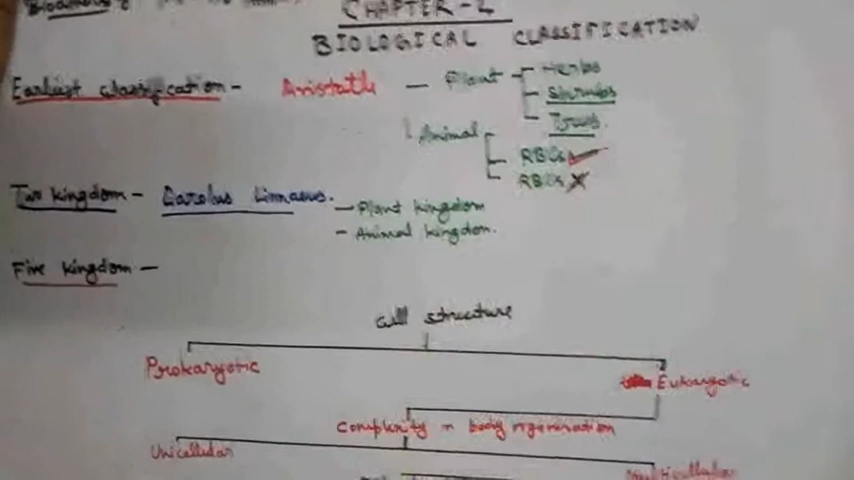 CHAPTER-2
BIOLOGICAL CLASSIFICATION
Earliest classification - Aristotle — Plant - Herbs
- Shrubs
- Trees
Animal - RBCs ✓
- RBCs ✗
Two kingdom - Carolus Linnaeus. - Plant kingdom
- Animal kingdom.
Five kingdom -
Cell structure
Prokaryotic Eukaryotic
Complexity n body organisation
Unicellular Multicellular